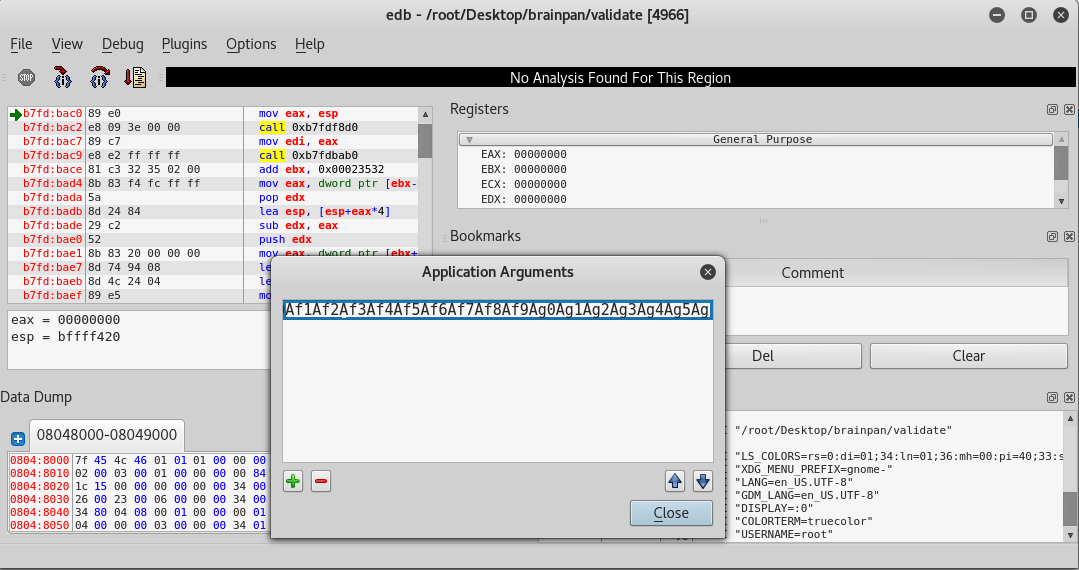 edb - /root/Desktop/brainpan/validate [4966]
File View Debug Plugins Options Help
STOP
No Analysis Found For This Region
b7fd:bac0 89 e0 mov eax, esp
b7fd:bac2 e8 09 3e 00 00 call 0xb7fdf8d0
b7fd:bac7 89 c7 mov edi, eax
b7fd:bac9 e8 e2 ff ff ff call 0xb7fdbab0
b7fd:bace 81 c3 32 35 02 00 add ebx, 0x00023532
b7fd:bad4 8b 83 f4 fc ff ff mov eax, dword ptr [ebx-
b7fd:bada 5a pop edx
b7fd:badb 8d 24 84 lea esp, [esp+eax*4]
b7fd:bade 29 c2 sub edx, eax
b7fd:bae0 52 push edx
b7fd:bae1 8b 83 20 00 00 00 mov eax, dword ptr [ebx+
b7fd:bae7 8d 74 94 08 le
b7fd:baeb 8d 4c 24 04 le
b7fd:baef 89 e5 mo
eax = 00000000
esp = bffff420
Registers
General Purpose
EAX: 00000000
EBX: 00000000
ECX: 00000000
EDX: 00000000
Bookmarks
Comment
Del
Clear
Application Arguments
Af1Af2Af3Af4Af5Af6Af7Af8Af9Ag0Ag1Ag2Ag3Ag4Ag5Ag
Close
Data Dump
08048000-08049000
0804:8000 7f 45 4c 46 01 01 01 00 00 00
0804:8010 02 00 03 00 01 00 00 00 00 84
0804:8020 1c 15 00 00 00 00 00 00 34 00
0804:8030 26 00 23 00 06 00 00 00 34 00
0804:8040 34 80 04 08 00 01 00 00 00 01
0804:8050 04 00 00 00 03 00 00 00 34 01
"/root/Desktop/brainpan/validate"
"LS_COLORS=rs=0:di=01;34:ln=01;36:mh=00:pi=40;33:s
"XDG_MENU_PREFIX=gnome-"
"LANG=en_US.UTF-8"
"GDM_LANG=en_US.UTF-8"
"DISPLAY=:0"
"COLORTERM=truecolor"
"USERNAME=root"